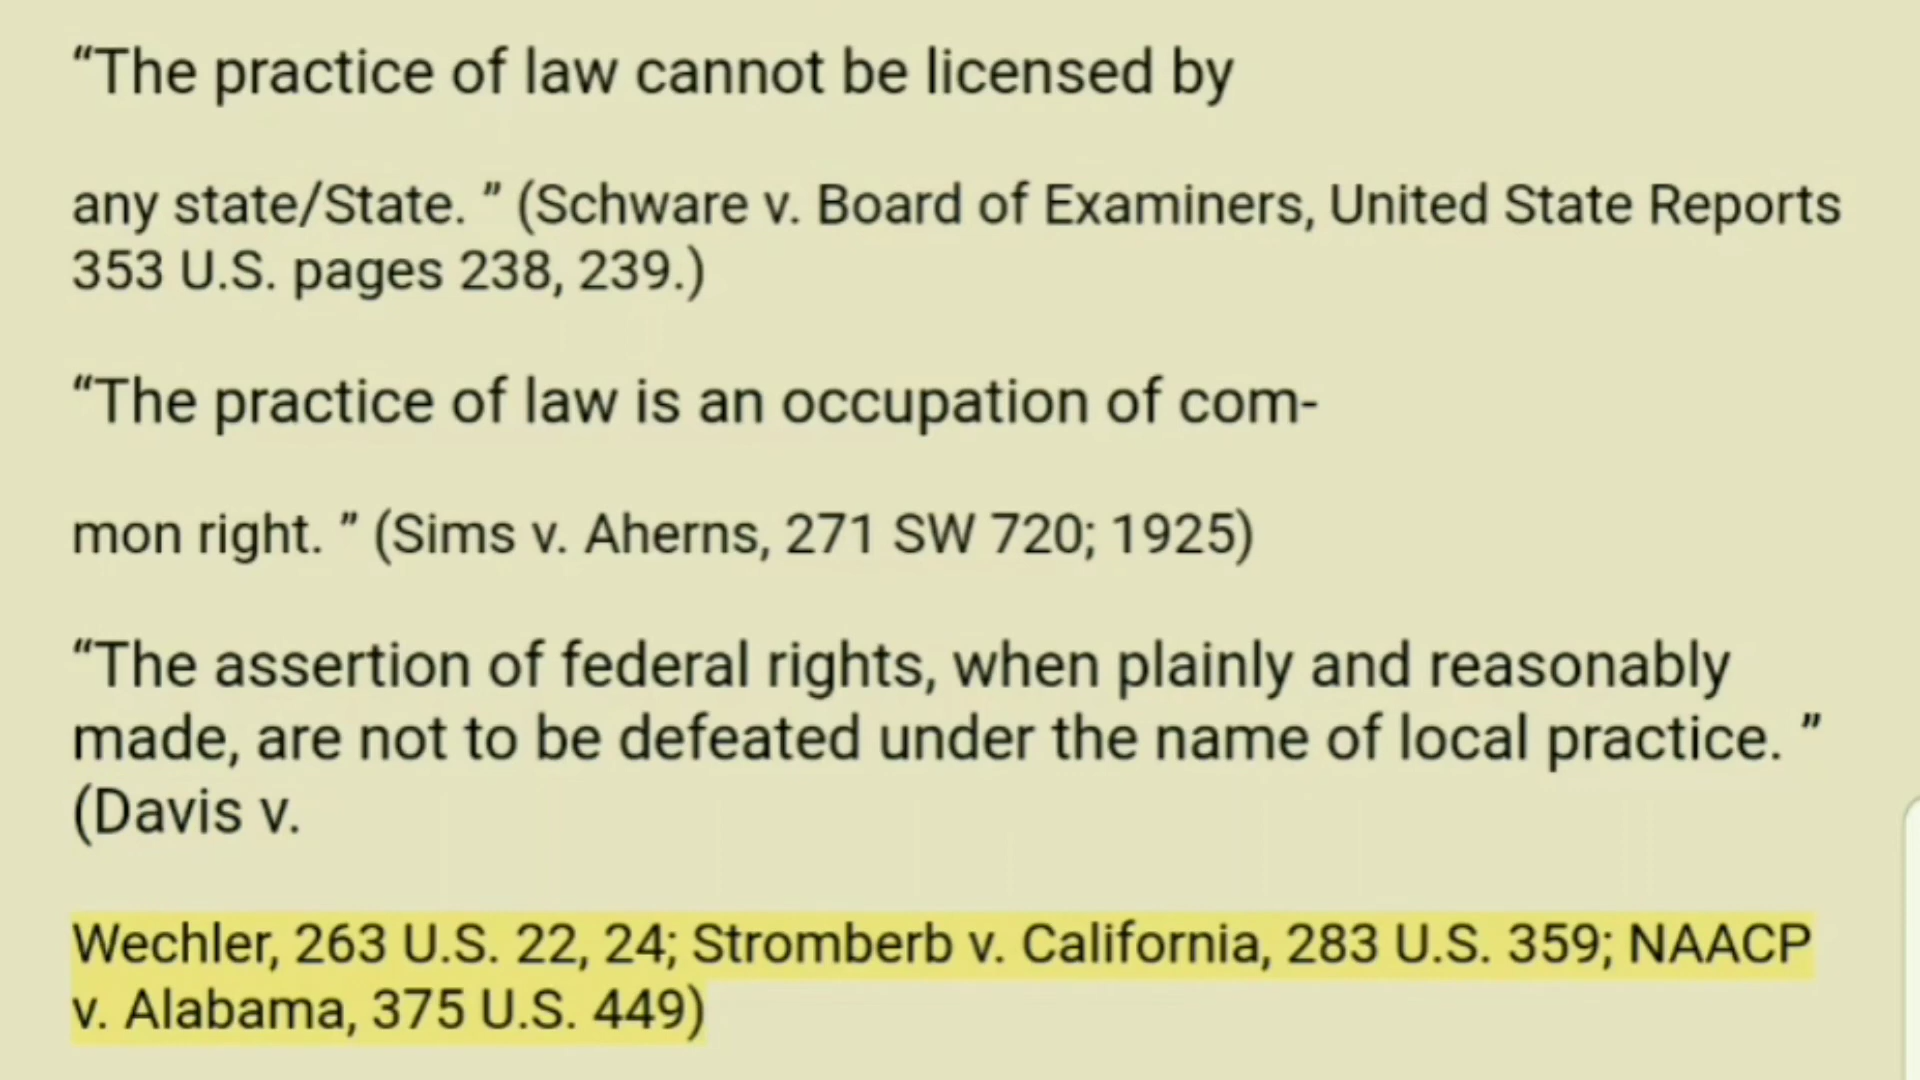 “The practice of law cannot be licensed by
any state/State. ” (Schware v. Board of Examiners, United State Reports
353 U.S. pages 238, 239.)
“The practice of law is an occupation of com-
mon right. ” (Sims v. Aherns, 271 SW 720; 1925)
“The assertion of federal rights, when plainly and reasonably
made, are not to be defeated under the name of local practice. ”
(Davis v.
Wechler, 263 U.S. 22, 24; Stromberb v. California, 283 U.S. 359; NAACP
v. Alabama, 375 U.S. 449)